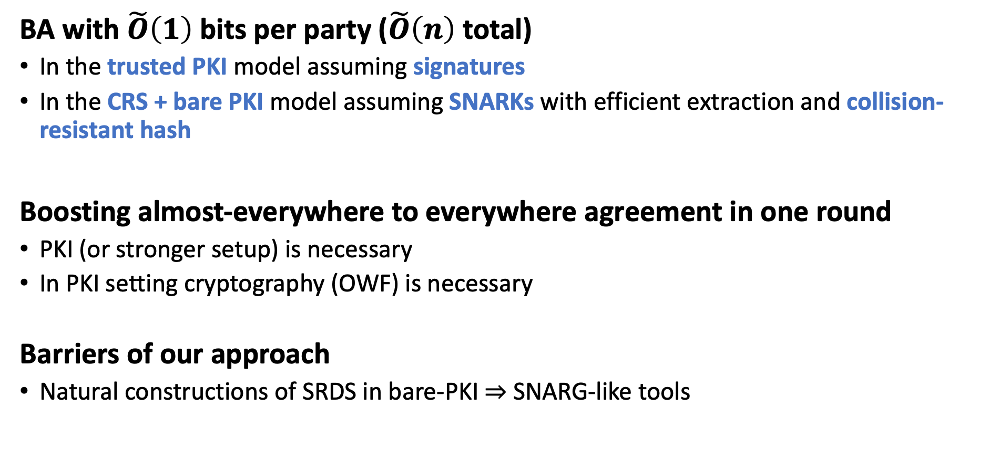 BA with Õ(1) bits per party (Õ(n) total)
• In the trusted PKI model assuming signatures
• In the CRS + bare PKI model assuming SNARKs with efficient extraction and collision-
resistant hash
Boosting almost-everywhere to everywhere agreement in one round
• PKI (or stronger setup) is necessary
• In PKI setting cryptography (OWF) is necessary
Barriers of our approach
• Natural constructions of SRDS in bare-PKI ⇒ SNARG-like tools